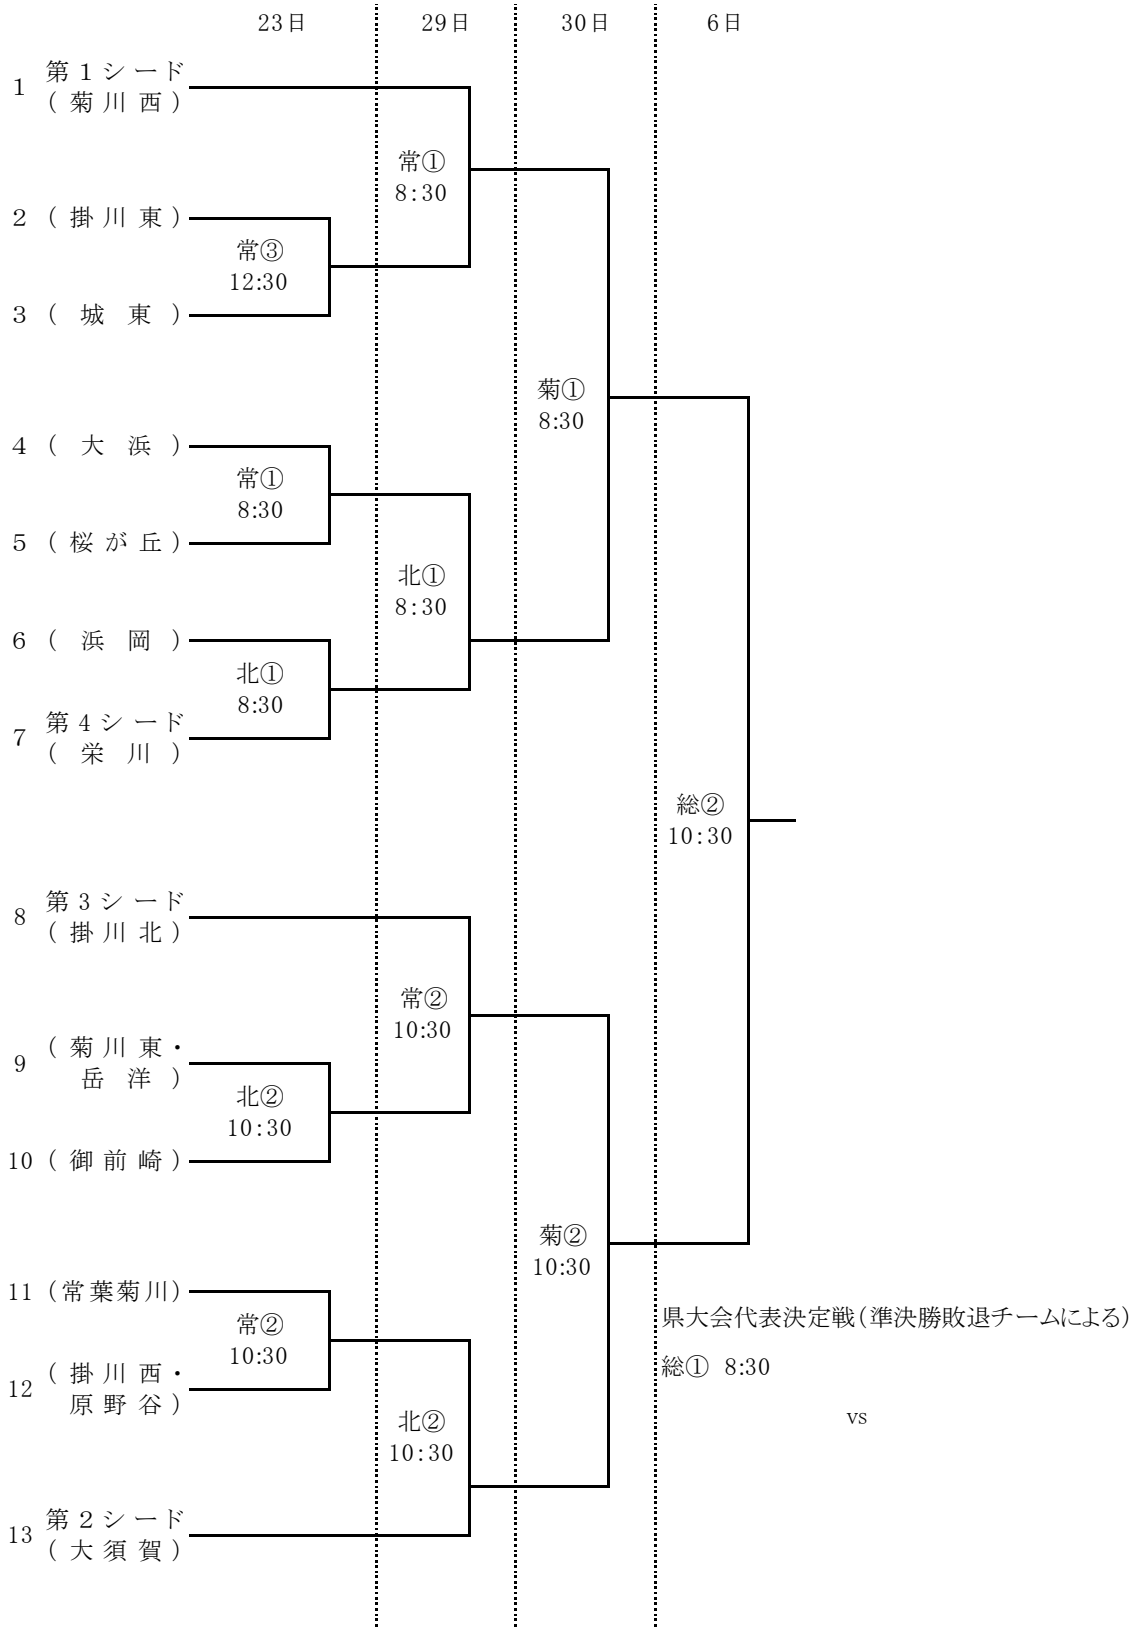 23日 29日 30日 6日
1 第１シード
（菊川西）
常①
8:30
2 （掛川東）
常③
12:30
3 （城東）
菊①
8:30
4 （大浜）
常①
8:30
5 （桜が丘）
北①
8:30
6 （浜岡）
北①
8:30
7 第4シード
（栄川）
総②
10:30
8 第3シード
（掛川北）
常②
10:30
9 （菊川東・
岳洋）
北②
10:30
10 （御前崎）
菊②
10:30
11 （常葉菊川）
県大会代表決定戦（準決勝敗退チームによる）
常②
10:30
総① 8:30
12 （掛川西・
原野谷）
vs
北②
10:30
13 第２シード
（大須賀）